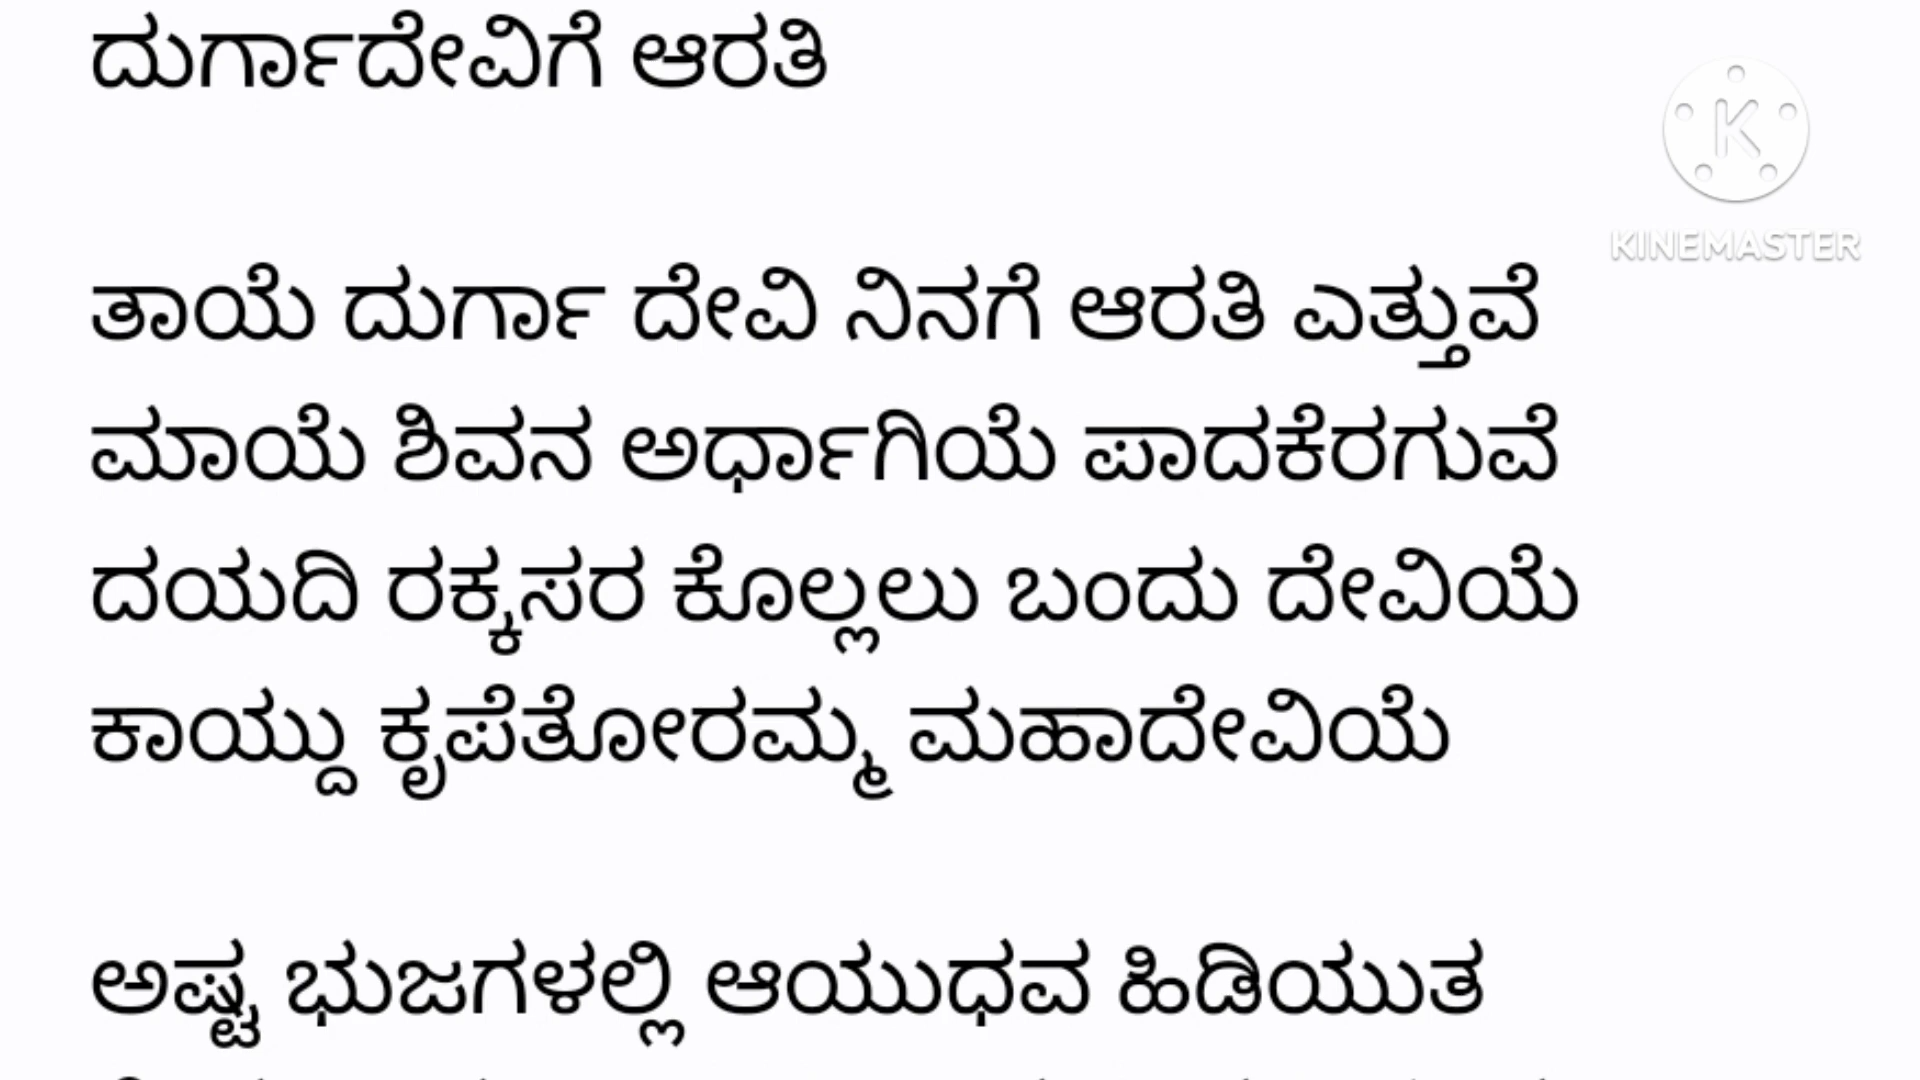 ದುರ್ಗಾದೇವಿಗೆ ಆರತಿ
KINEMASTER
ತಾಯೆ ದುರ್ಗಾ ದೇವಿ ನಿನಗೆ ಆರತಿ ಎತ್ತುವೆ
ಮಾಯೆ ಶಿವನ ಅರ್ಧಾಗಿಯೆ ಪಾದಕೆರಗುವೆ
ದಯದಿ ರಕ್ಕಸರ ಕೊಲ್ಲಲು ಬಂದು ದೇವಿಯೆ
ಕಾಯ್ದು ಕೃಪೆತೋರಮ್ಮ ಮಹಾದೇವಿಯೆ
ಅಷ್ಟ ಭುಜಗಳಲ್ಲಿ ಆಯುಧವ ಹಿಡಿಯುತ